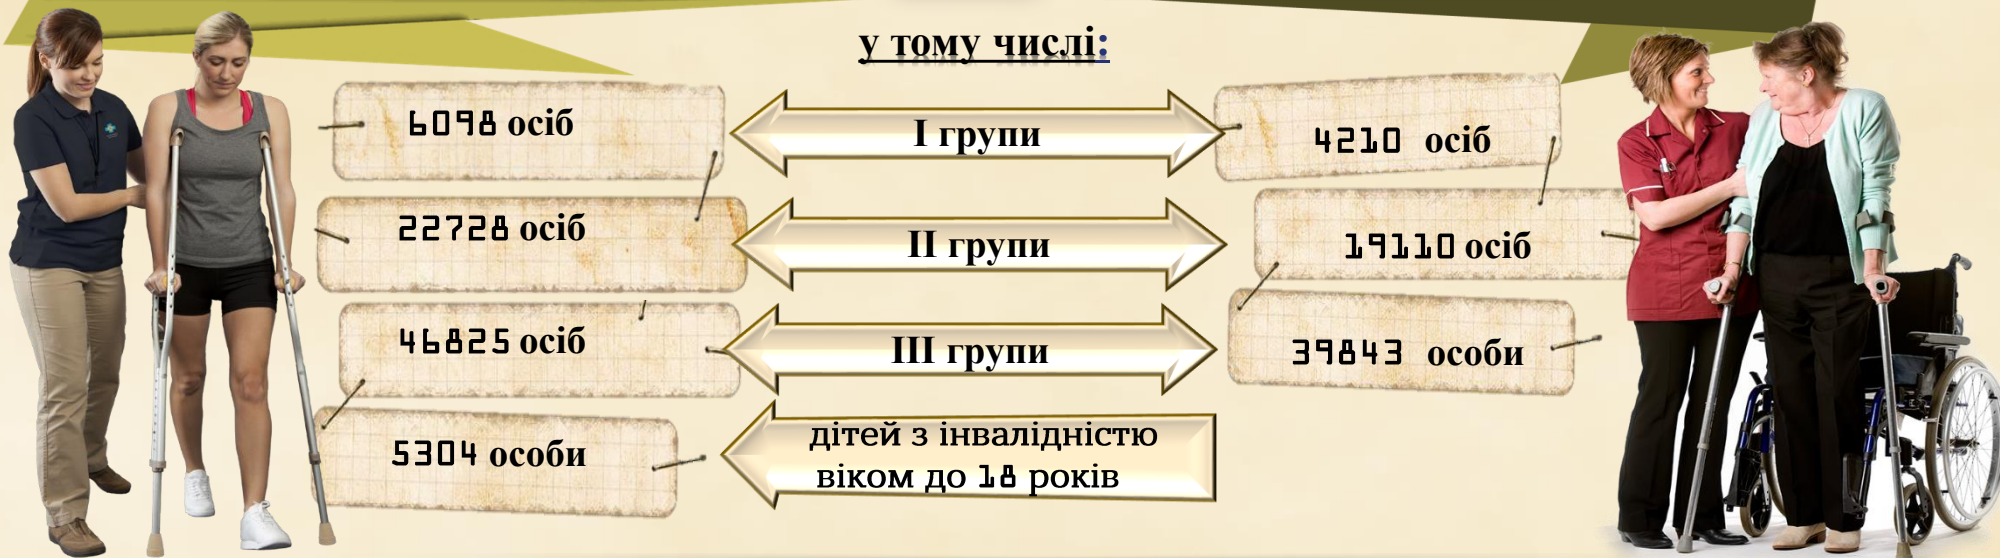 у тому числі:
6098 осіб
І групи
4210 осіб
22728 осіб
ІІ групи
19110 осіб
46825 осіб
ІІІ групи
39843 особи
5304 особи
дітей з інвалідністю
віком до 18 років